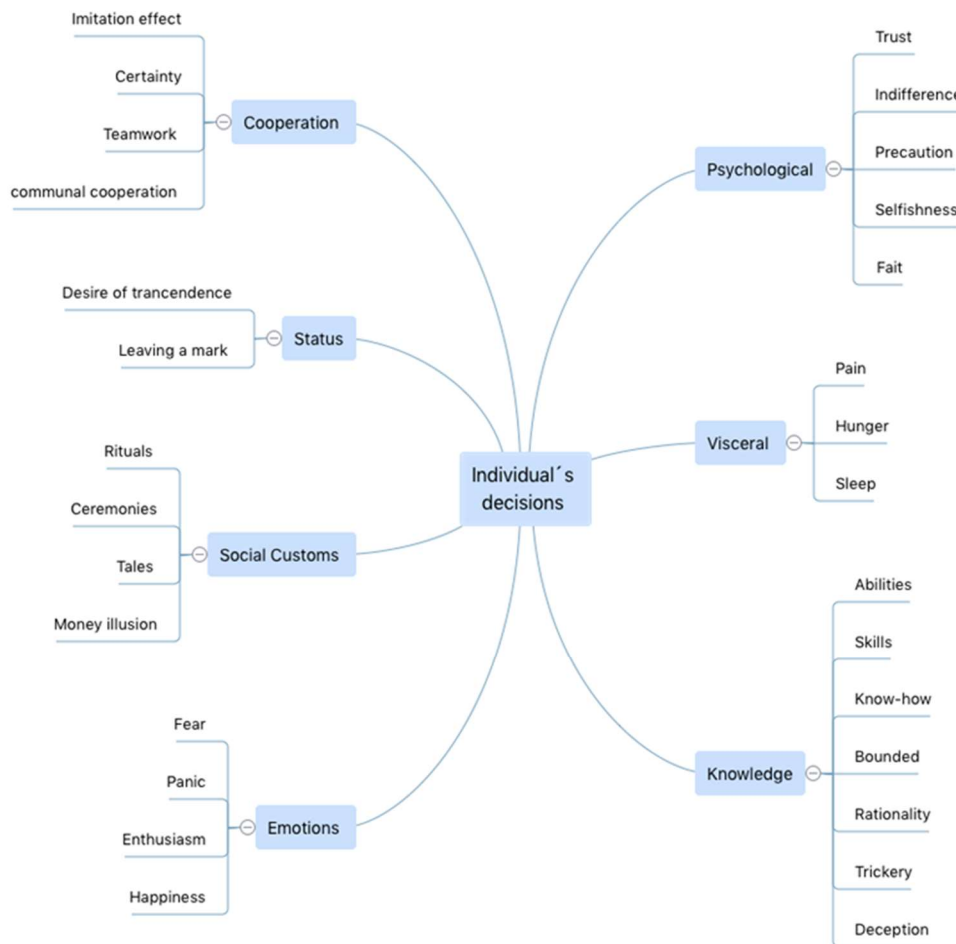 Imitation effect
Certainty
Teamwork
communal cooperation
Cooperation
Desire of trancendence
Leaving a mark
Status
Rituals
Ceremonies
Tales
Money illusion
Social Customs
Fear
Panic
Enthusiasm
Happiness
Emotions
Individual´s
decisions
Psychological
Trust
Indifference
Precaution
Selfishness
Fait
Visceral
Pain
Hunger
Sleep
Knowledge
Abilities
Skills
Know-how
Bounded
Rationality
Trickery
Deception